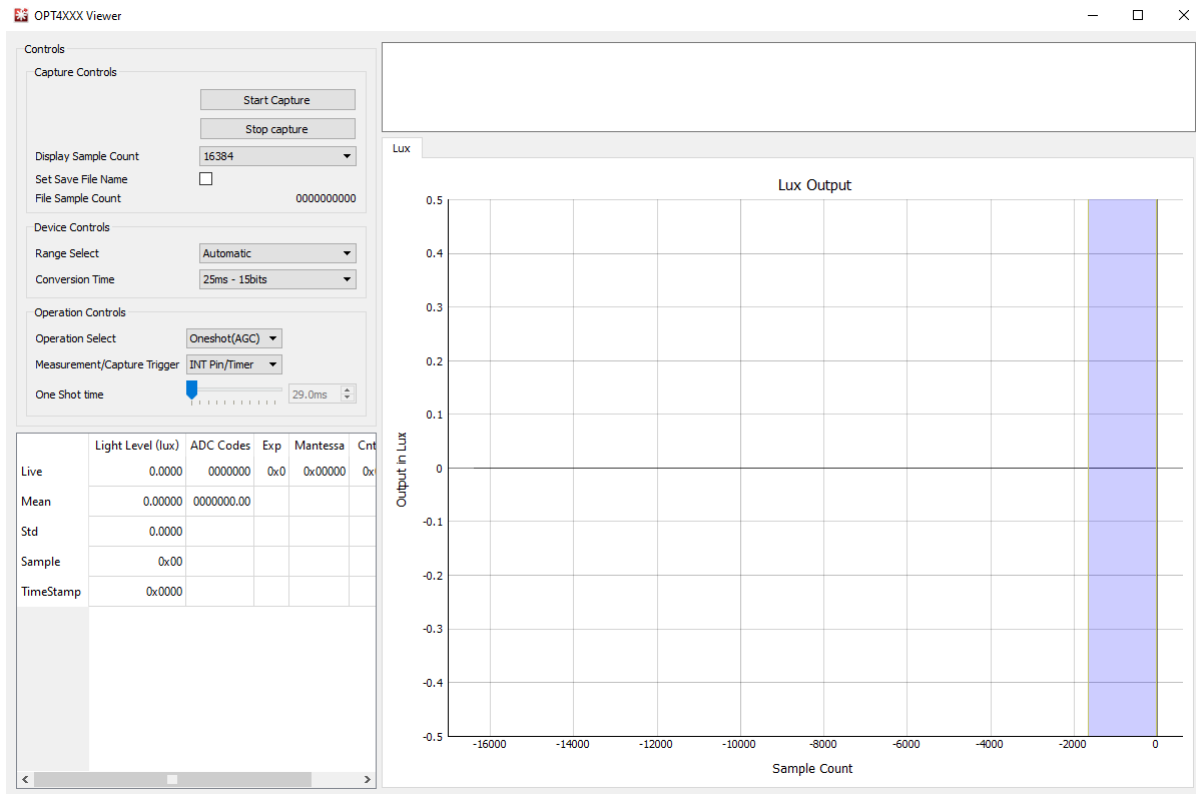 OPT4XXX Viewer
Controls
Capture Controls
Start Capture
Stop capture
Display Sample Count 16384
Set Save File Name
File Sample Count 0000000000
Device Controls
Range Select Automatic
Conversion Time 25ms - 15bits
Operation Controls
Operation Select Oneshot(AGC)
Measurement/Capture Trigger INT Pin/Timer
One Shot time 29.0ms
Light Level (lux) ADC Codes Exp Mantessa Cnt
Live 0.0000 0000000 0x0 0x00000 0x
Mean 0.00000 0000000.00
Std 0.0000
Sample 0x00
TimeStamp 0x0000
Lux
Lux Output
0.5
0.4
0.3
0.2
0.1
0
-0.1
-0.2
-0.3
-0.4
-0.5
Output in Lux
-16000 -14000 -12000 -10000 -8000 -6000 -4000 -2000 0
Sample Count